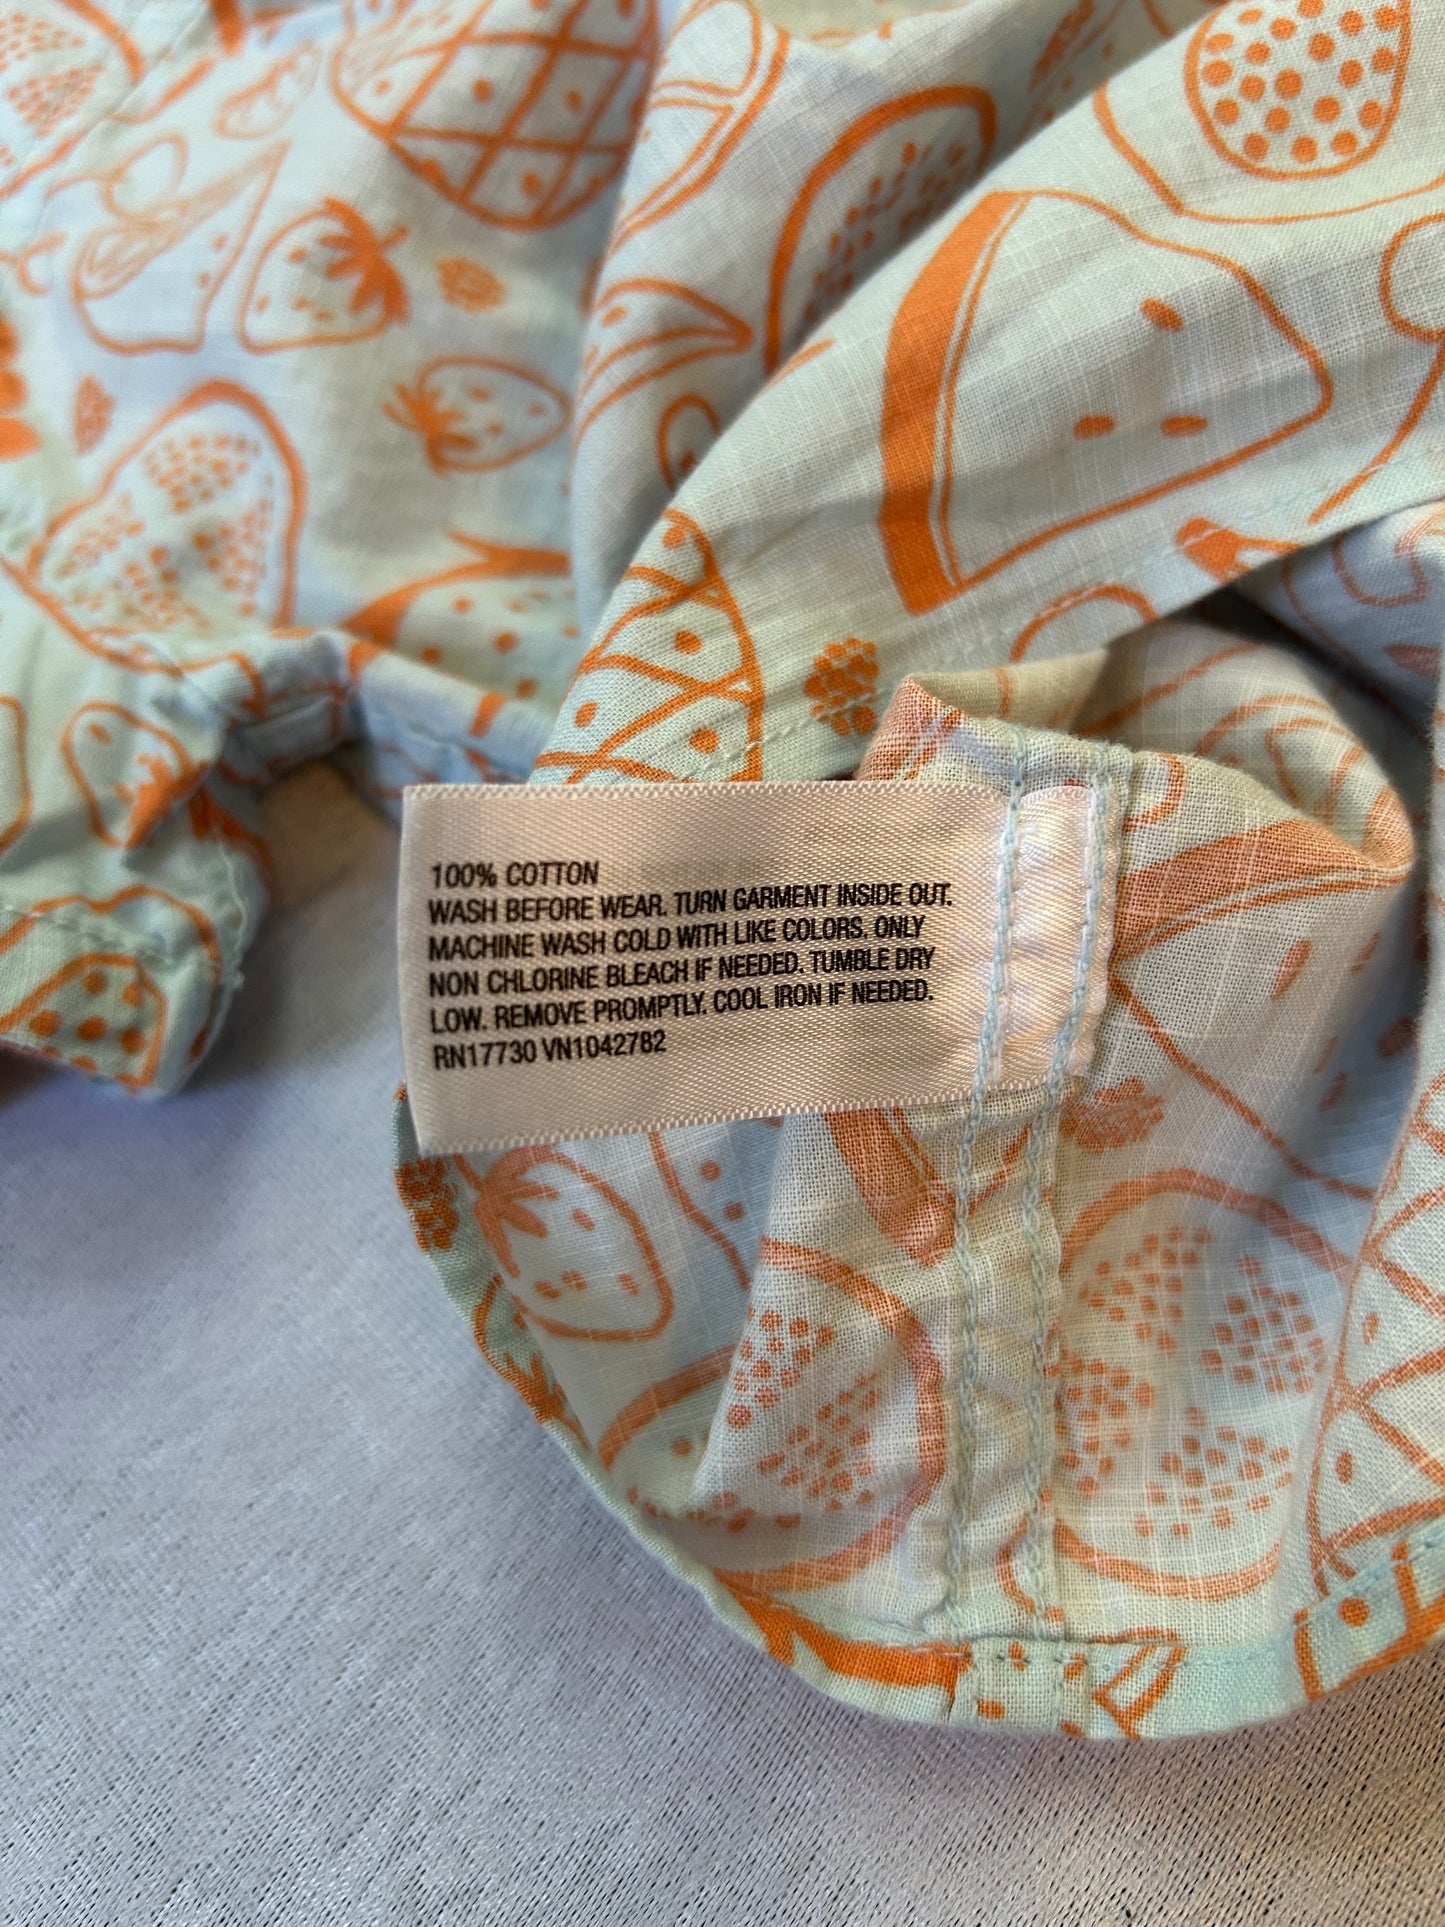 100% COTTON
WASH BEFORE WEAR. TURN GARMENT INSIDE OUT.
MACHINE WASH COLD WITH LIKE COLORS. ONLY
NON CHLORINE BLEACH IF NEEDED. TUMBLE DRY
LOW. REMOVE PROMPTLY. COOL IRON IF NEEDED.
RN17730 VN1042782